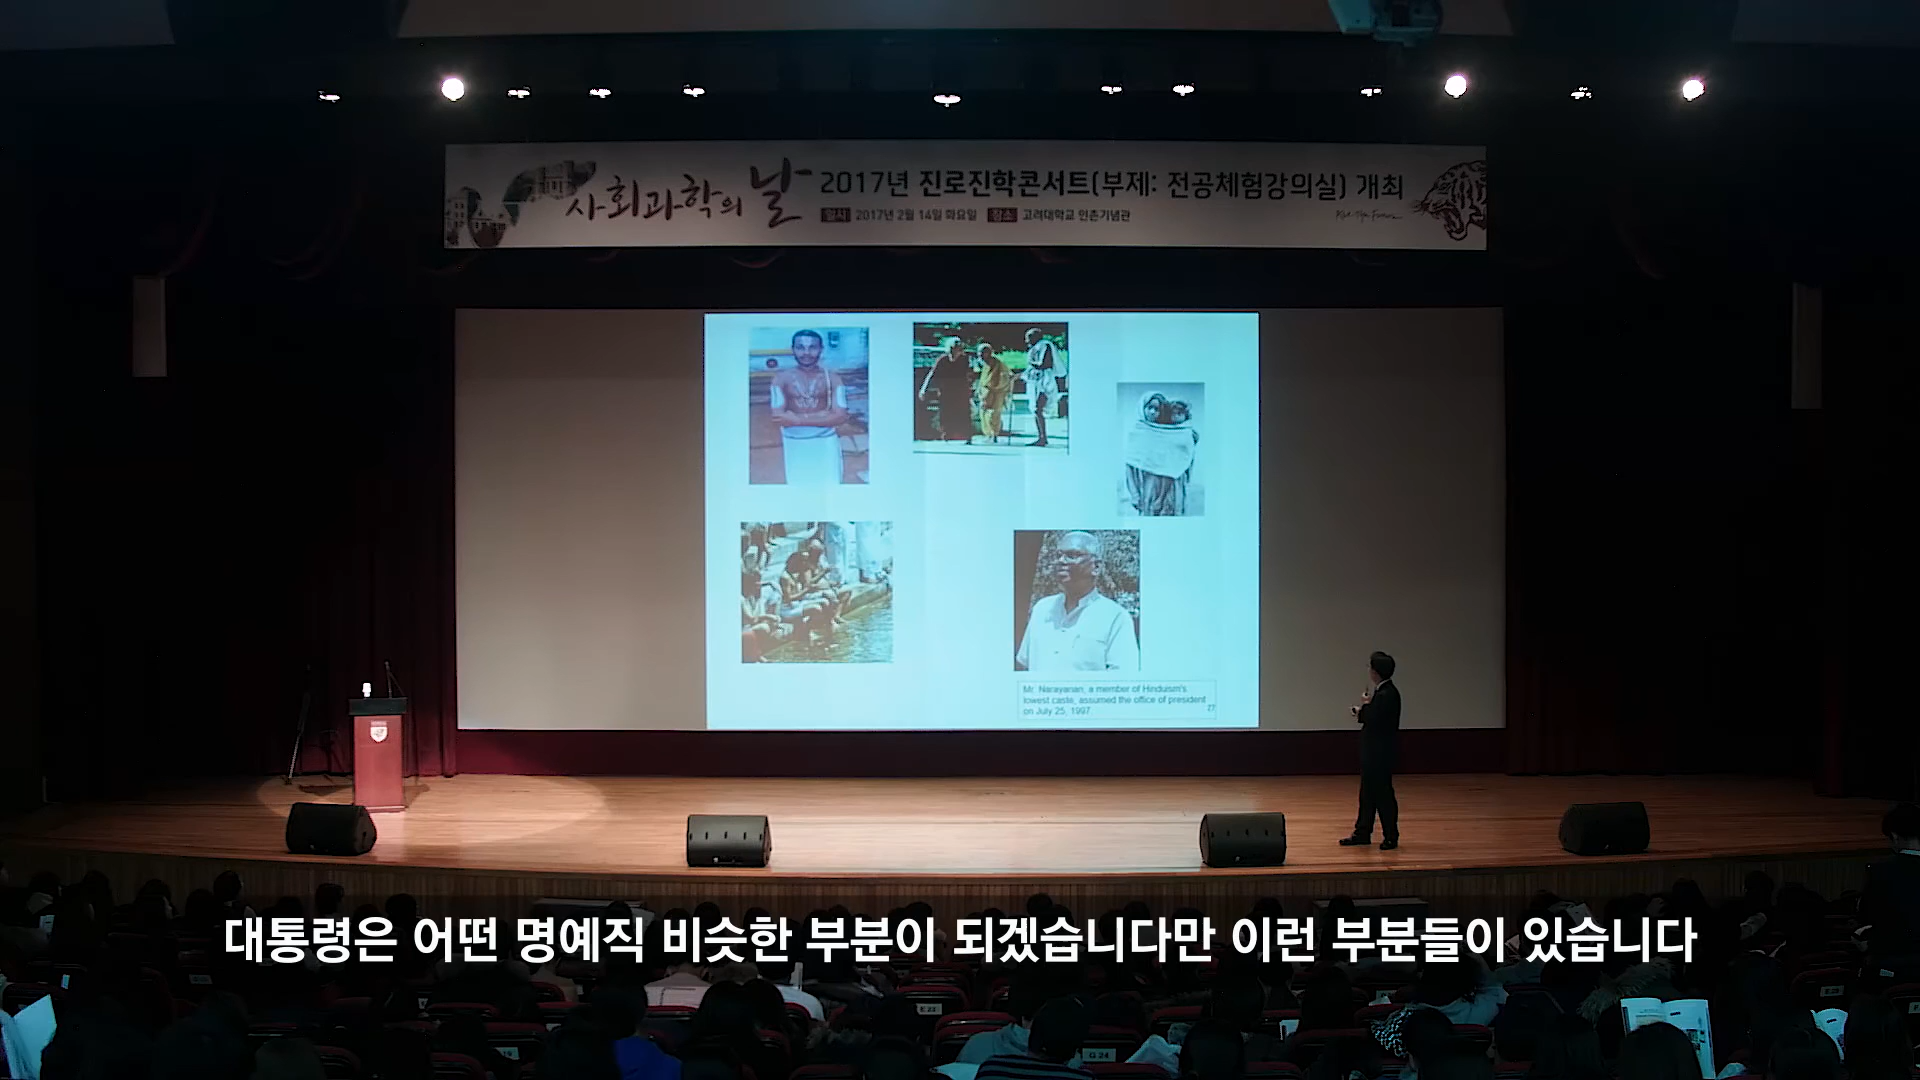 사회과학의 날
2017년 진로진학콘서트(부제: 전공체험강의실) 개최
일시 2017년 2월 14일 화요일 장소 고려대학교 인촌기념관
Mr. Narayanan, a member of Hinduism's
lowest caste, assumed the office of president
on July 25, 1997
27
대통령은 어떤 명예직 비슷한 부분이 되겠습니다만 이런 부분들이 있습니다
E 22
19
G 24